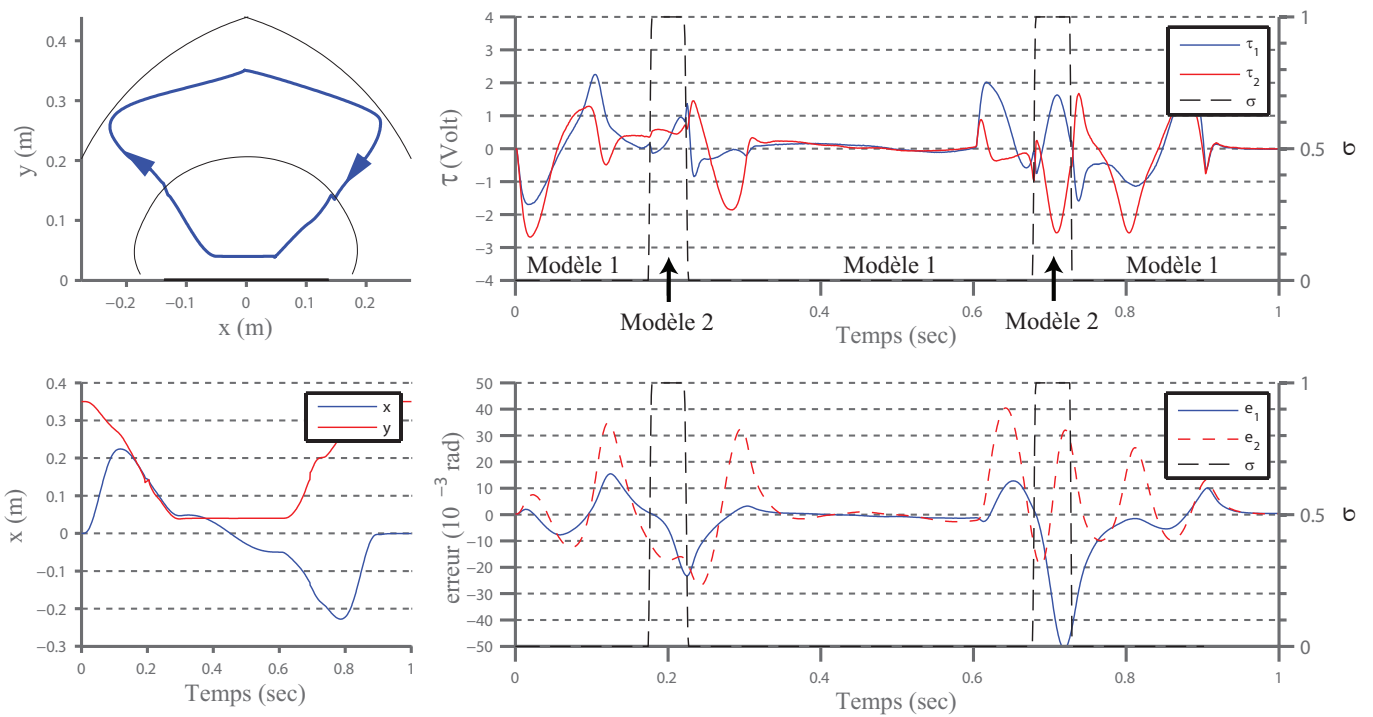 0.4
0.3
0.2
0.1
0
y (m)
−0.2
−0.1
0
0.1
0.2
x (m)
4
3
2
1
0
−1
−2
−3
−4
τ (Volt)
1
0.5
0
σ
τ1
τ2
σ
Modèle 1
Modèle 1
Modèle 1
0
0.4
0.6
0.8
1
Modèle 2
Temps (sec)
Modèle 2
0.4
0.3
0.2
0.1
0
−0.1
−0.2
−0.3
x (m)
x
y
0
0.2
0.4
0.6
0.8
1
Temps (sec)
50
40
30
20
10
0
−10
−20
−30
−40
−50
erreur (10 −3 rad)
1
0.5
0
σ
e1
e2
σ
0
0.2
0.4
0.6
0.8
1
Temps (sec)